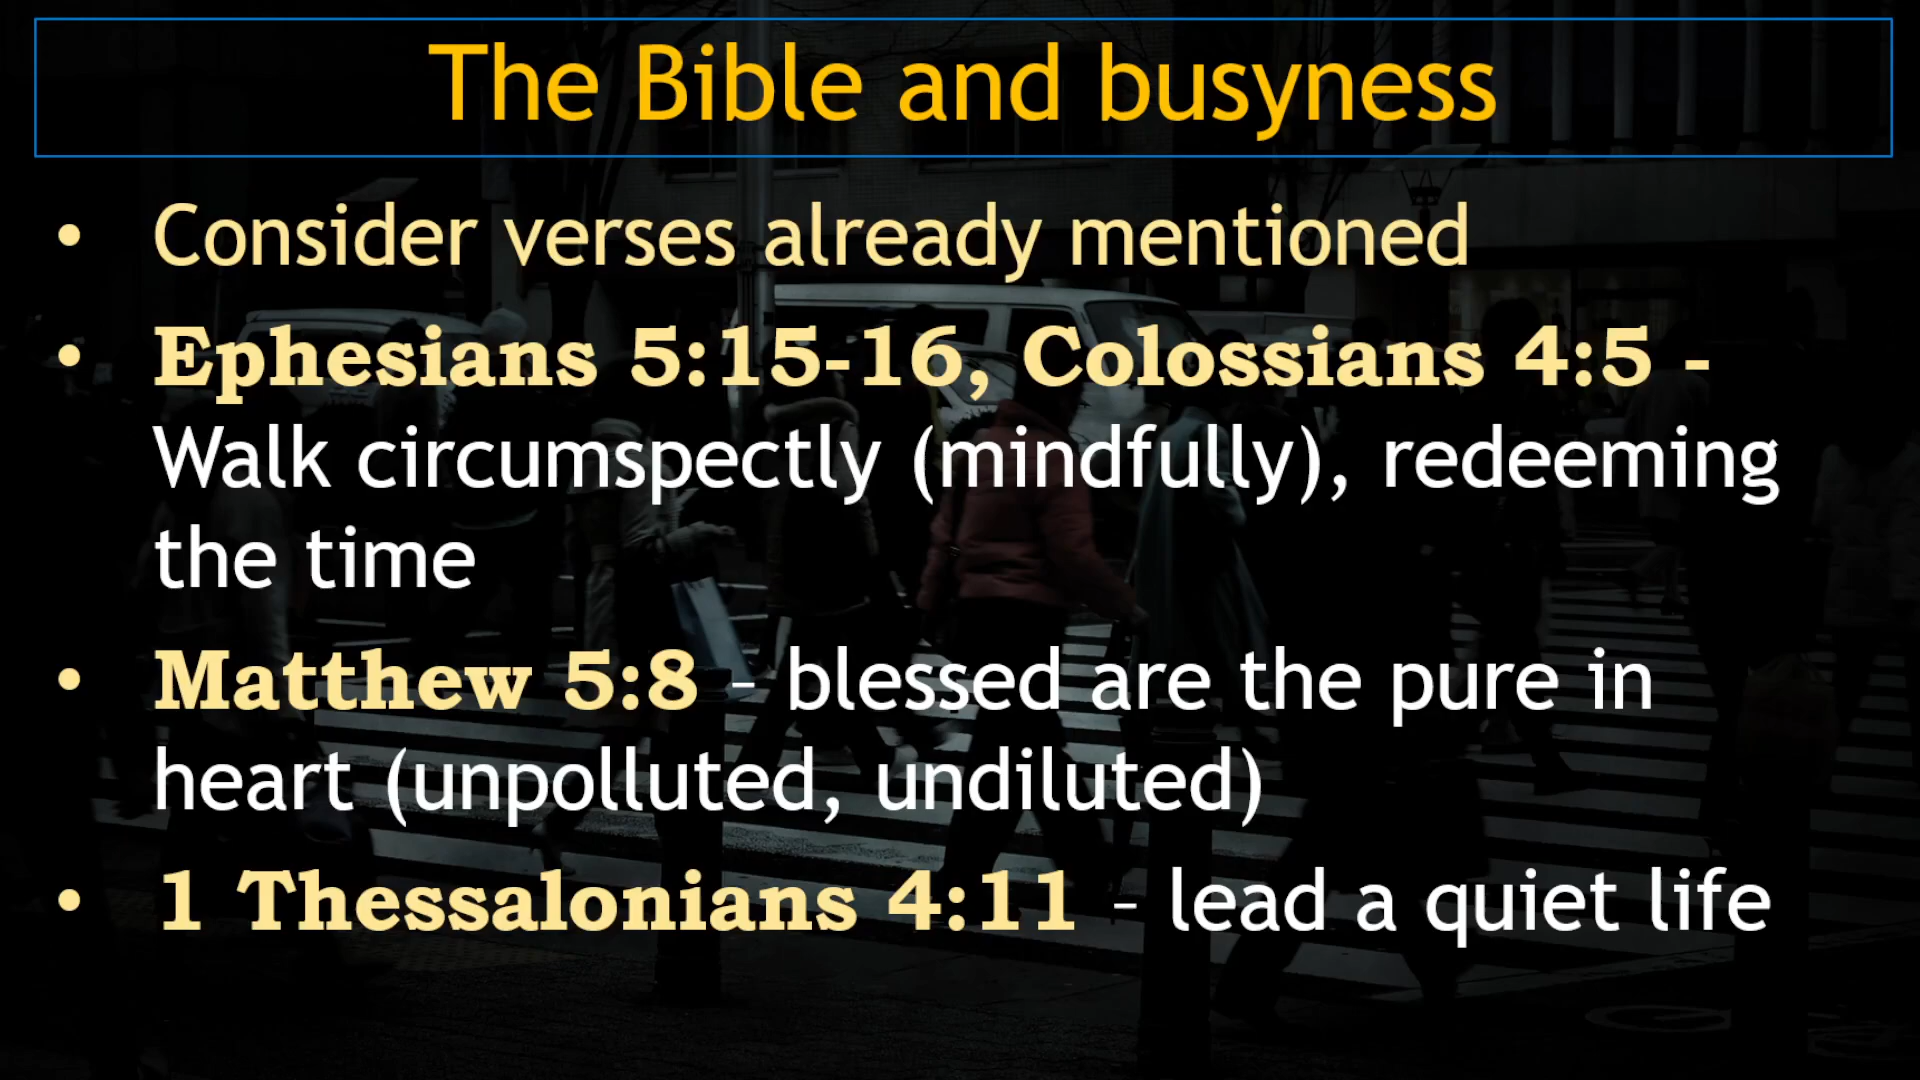 The Bible and busyness
• Consider verses already mentioned
• Ephesians 5:15-16, Colossians 4:5 -
Walk circumspectly (mindfully), redeeming
the time
• Matthew 5:8 – blessed are the pure in
heart (unpolluted, undiluted)
• 1 Thessalonians 4:11 – lead a quiet life